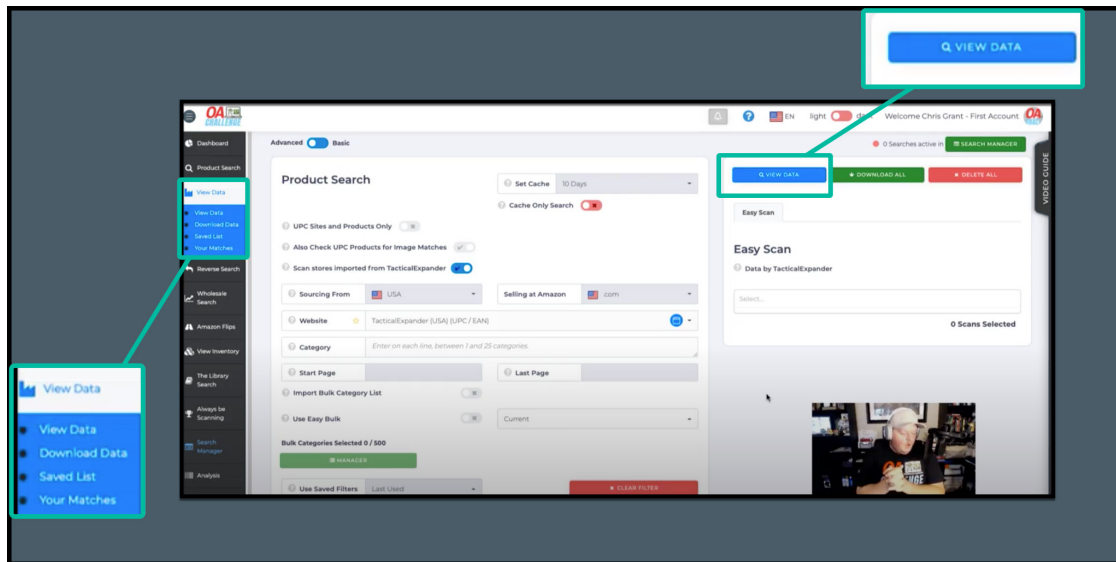 VIEW DATA
OA
CHALLENGE
EN
light
dark
Welcome Chris Grant - First Account
OA
Dashboard
Product Search
View Data
View Data
Download Data
Saved List
Your Matches
Reverse Search
Wholesale
Search
Amazon Flips
View Inventory
The Library
Search
Always be
Scanning
Search
Manager
Analysis
Advanced
Basic
Product Search
Set Cache
10 Days
Cache Only Search
UPC Sites and Products Only
Also Check UPC Products for Image Matches
Scan stores imported from TacticalExpander
Sourcing From
USA
Selling at Amazon
com
Website
TacticalExpander (USA) (UPC / EAN)
Category
Enter on each line, between 1 and 25 categories.
Start Page
Last Page
Import Bulk Category List
Use Easy Bulk
Current
Bulk Categories Selected 0 / 500
MANAGER
Use Saved Filters
Last Used
CLEAR FILTER
0 Searches active in
SEARCH MANAGER
VIEW DATA
DOWNLOAD ALL
DELETE ALL
VIDEO GUIDE
Easy Scan
Easy Scan
Data by TacticalExpander
Select...
0 Scans Selected
View Data
View Data
Download Data
Saved List
Your Matches